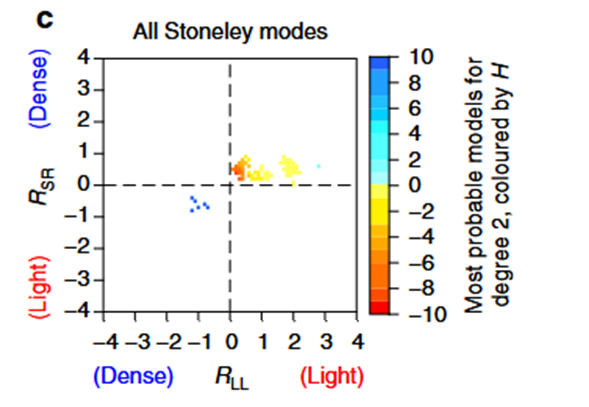 c
All Stoneley modes
4
3
2
1
0
−1
−2
−3
−4
(Dense)
R_SR
(Light)
−4 −3 −2 −1 0 1 2 3 4
(Dense) R_LL (Light)
10
8
6
4
2
0
−2
−4
−6
−8
−10
Most probable models for
degree 2, coloured by H